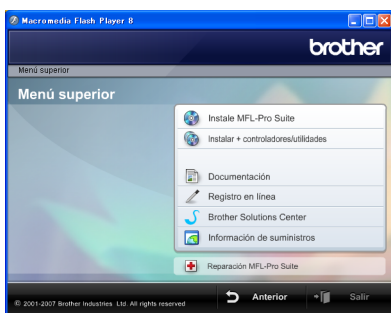 Macromedia Flash Player 8
brother
Menú superior
Menú superior
Instale MFL-Pro Suite
Instalar + controladores/utilidades
Documentación
Registro en línea
Brother Solutions Center
Información de suministros
Reparación MFL-Pro Suite
© 2001-2007 Brother Industries Ltd. All rights reserved
Anterior
Salir